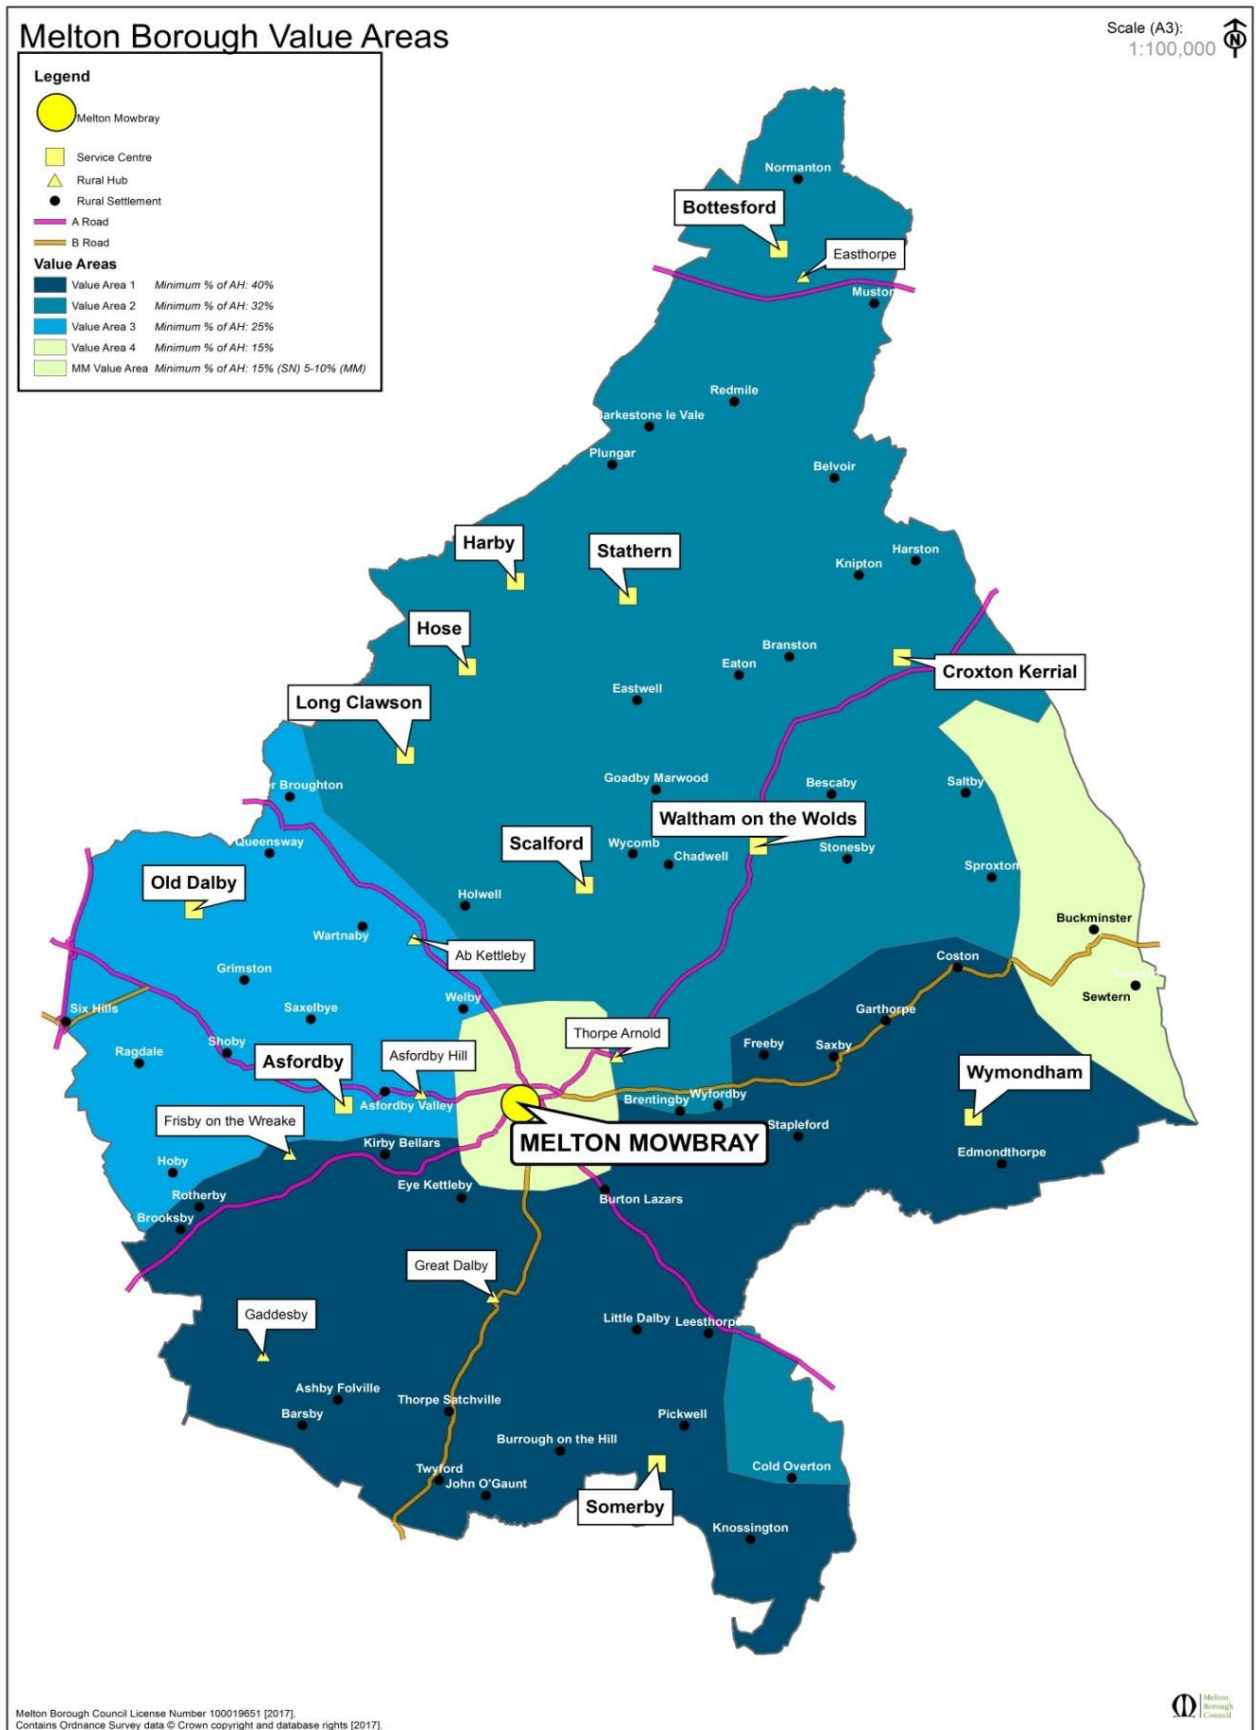 Melton Borough Value Areas
Scale (A3):
1:100,000
N
Legend
Melton Mowbray
Service Centre
Rural Hub
Rural Settlement
A Road
B Road
Value Areas
Value Area 1 Minimum % of AH: 40%
Value Area 2 Minimum % of AH: 32%
Value Area 3 Minimum % of AH: 25%
Value Area 4 Minimum % of AH: 15%
MM Value Area Minimum % of AH: 15% (SN) 5-10% (MM)
Normanton
Bottesford
Easthorpe
Muston
Redmile
arkestone le Vale
Plungar
Belvoir
Harby
Stathern
Harston
Knipton
Hose
Branston
Eaton
Croxton Kerrial
Eastwell
Long Clawson
Goadby Marwood
Bescaby
Saltby
er Broughton
Waltham on the Wolds
Queensway
Scalford
Wycomb
Chadwell
Stonesby
Sproxton
Old Dalby
Holwell
Buckminster
Wartnaby
Ab Kettleby
Coston
Grimston
Sewtern
Sewtern
Welby
Six Hills
Saxelbye
Garthorpe
Shoby
Thorpe Arnold
Freeby
Saxby
Ragdale
Asfordby
Asfordby Hill
Wymondham
Asfordby Valley
Brentingby
Wyfordby
Frisby on the Wreake
Stapleford
MELTON MOWBRAY
Kirby Bellars
Edmondthorpe
Hoby
Eye Kettleby
Rotherby
Burton Lazars
Brooksby
Great Dalby
Gaddesby
Little Dalby
Leesthorpe
Ashby Folville
Thorpe Satchville
Barsby
Pickwell
Burrough on the Hill
Twyford
Cold Overton
John O'Gaunt
Somerby
Knossington
Melton Borough Council License Number 100019651 [2017].
Contains Ordnance Survey data © Crown copyright and database rights [2017].
Melton
Borough
Council